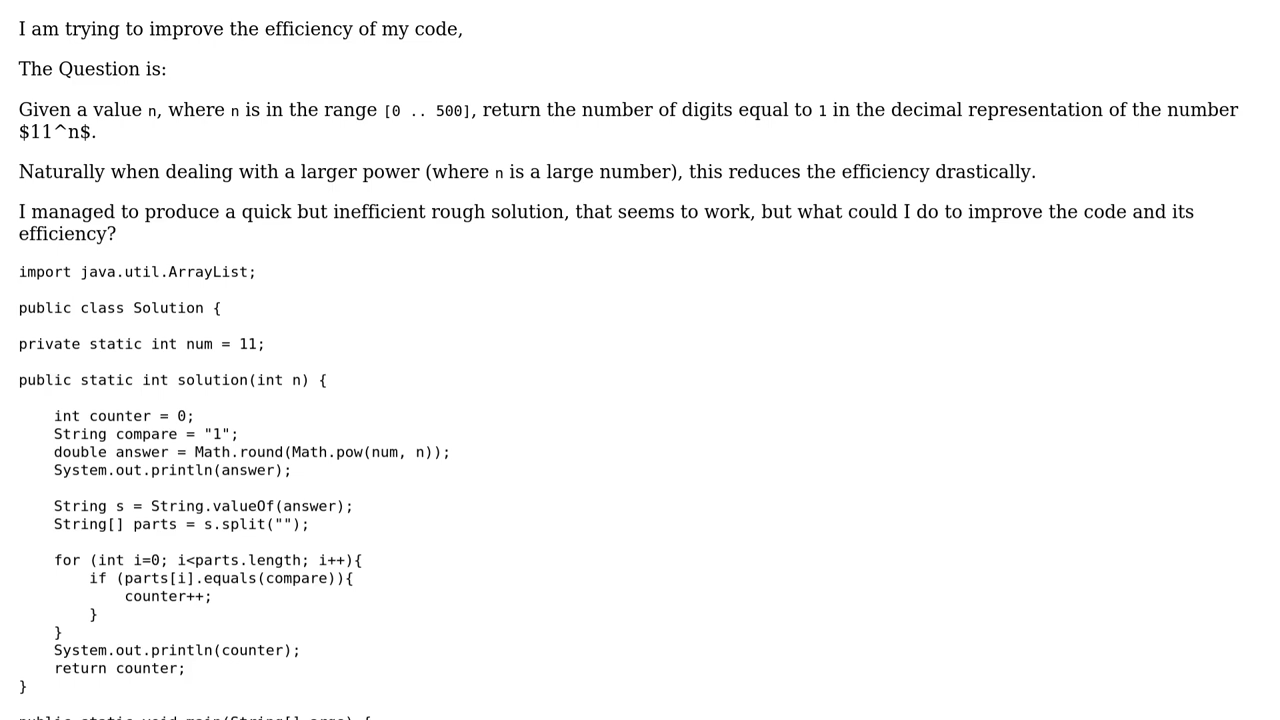 I am trying to improve the efficiency of my code,
The Question is:
Given a value n, where n is in the range [0 .. 500], return the number of digits equal to 1 in the decimal representation of the number
$11^n$.
Naturally when dealing with a larger power (where n is a large number), this reduces the efficiency drastically.
I managed to produce a quick but inefficient rough solution, that seems to work, but what could I do to improve the code and its
efficiency?
import java.util.ArrayList;
public class Solution {
private static int num = 11;
public static int solution(int n) {
    int counter = 0;
    String compare = "1";
    double answer = Math.round(Math.pow(num, n));
    System.out.println(answer);
    String s = String.valueOf(answer);
    String[] parts = s.split("");
    for (int i=0; i<parts.length; i++){
        if (parts[i].equals(compare)){
            counter++;
        }
    }
    System.out.println(counter);
    return counter;
}
public static void main(String[] args) {